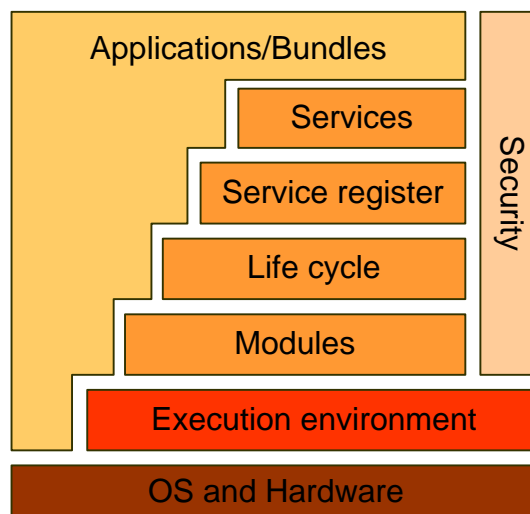 Applications/Bundles
Services
Service register
Life cycle
Modules
Security
Execution environment
OS and Hardware